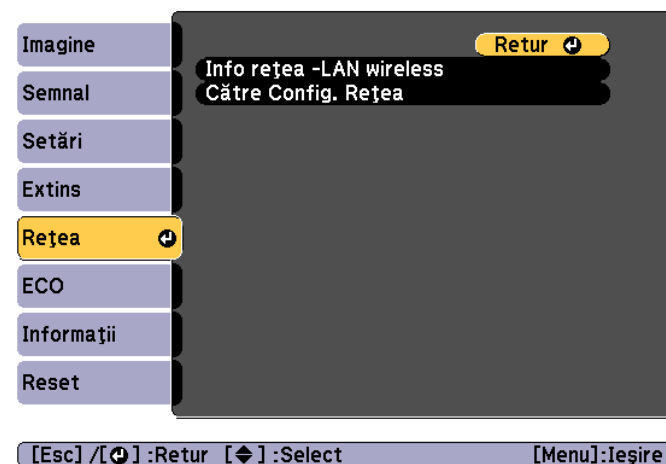 Imagine
Semnal
Setări
Extins
Rețea
ECO
Informații
Reset
Retur
Info rețea -LAN wireless
Către Config. Rețea
[Esc] /[ ] :Retur [ ] :Select [Menu]:Ieșire